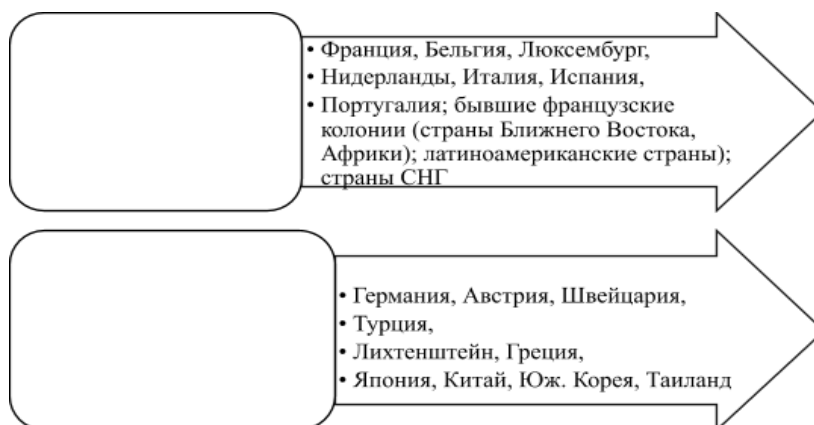 • Франция, Бельгия, Люксембург,
• Нидерланды, Италия, Испания,
• Португалия; бывшие французские
колонии (страны Ближнего Востока,
Африки); латиноамериканские страны);
страны СНГ
• Германия, Австрия, Швейцария,
• Турция,
• Лихтенштейн, Греция,
• Япония, Китай, Юж. Корея, Таиланд